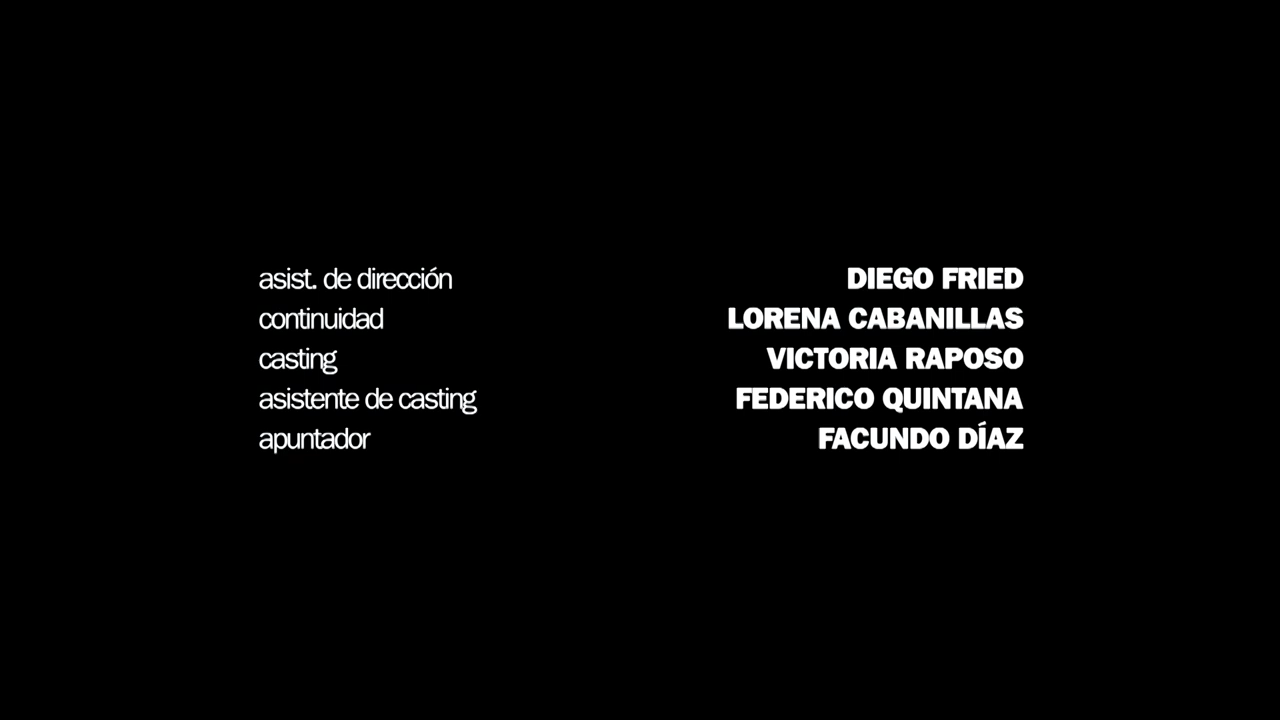 asist. de dirección DIEGO FRIED
continuidad LORENA CABANILLAS
casting VICTORIA RAPOSO
asistente de casting FEDERICO QUINTANA
apuntador FACUNDO DÍAZ